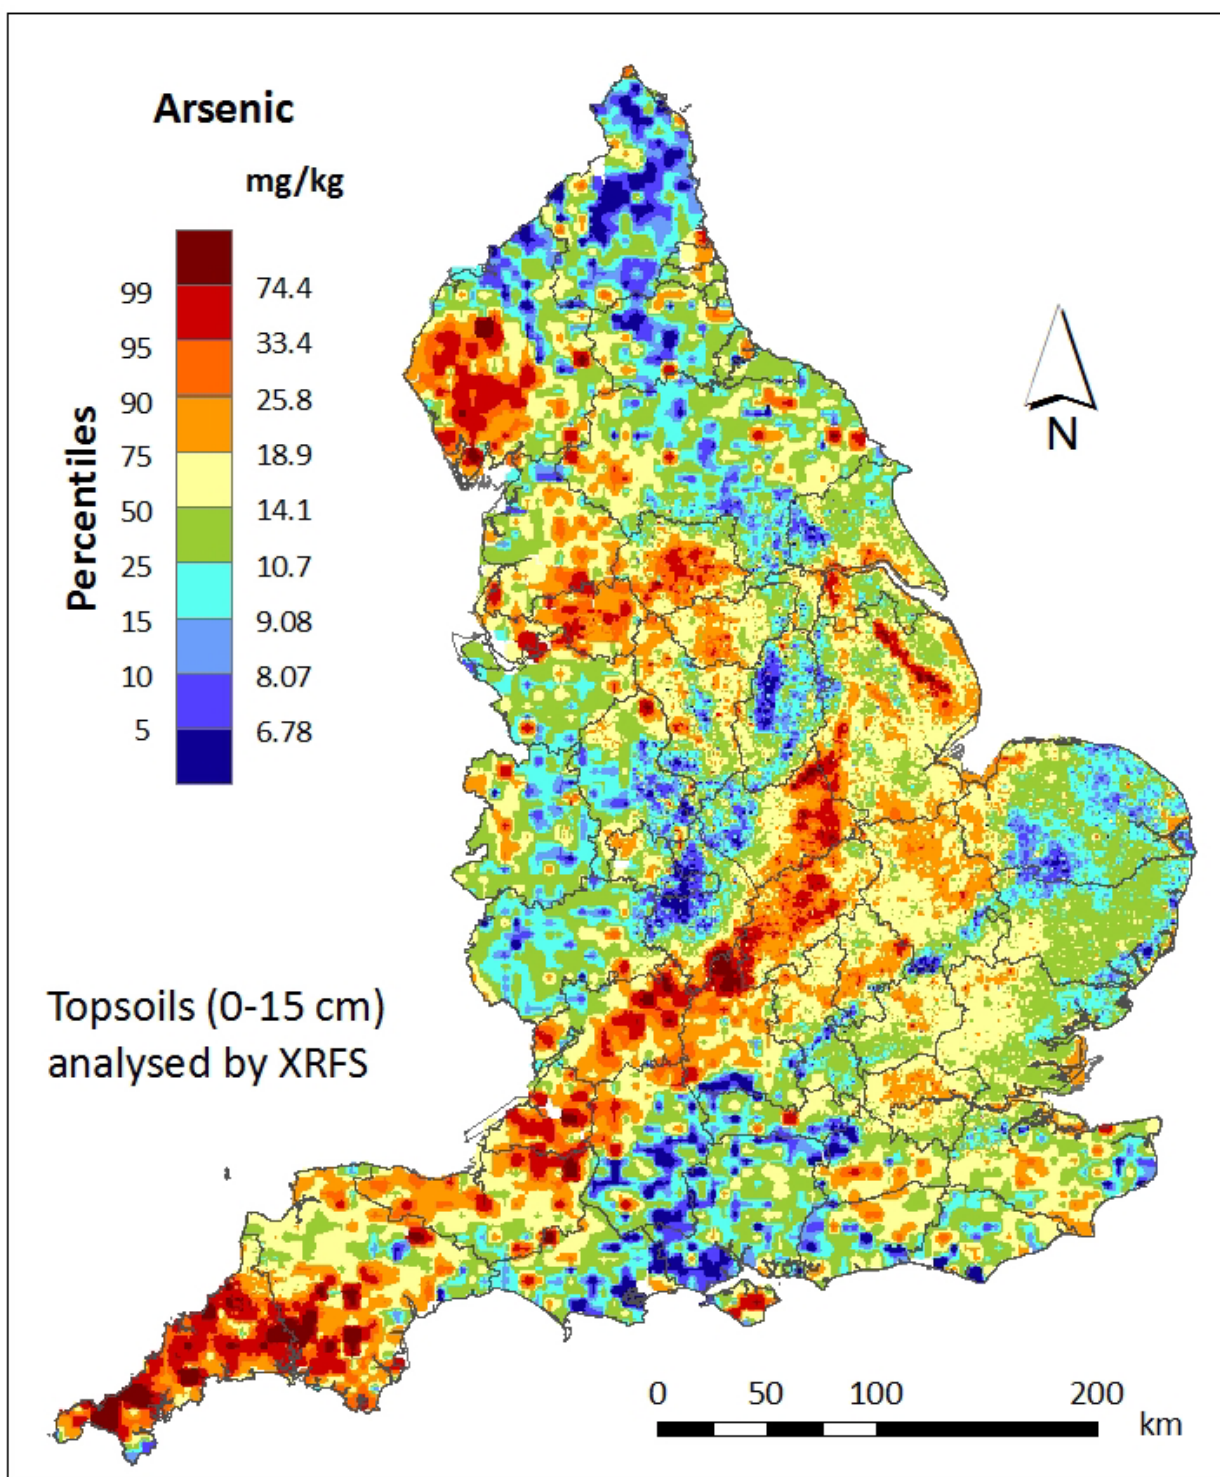 Arsenic
mg/kg
Percentiles
99 74.4
95 33.4
90 25.8
75 18.9
50 14.1
25 10.7
15 9.08
10 8.07
5 6.78
N
Topsoils (0-15 cm)
analysed by XRFS
0 50 100 200
km